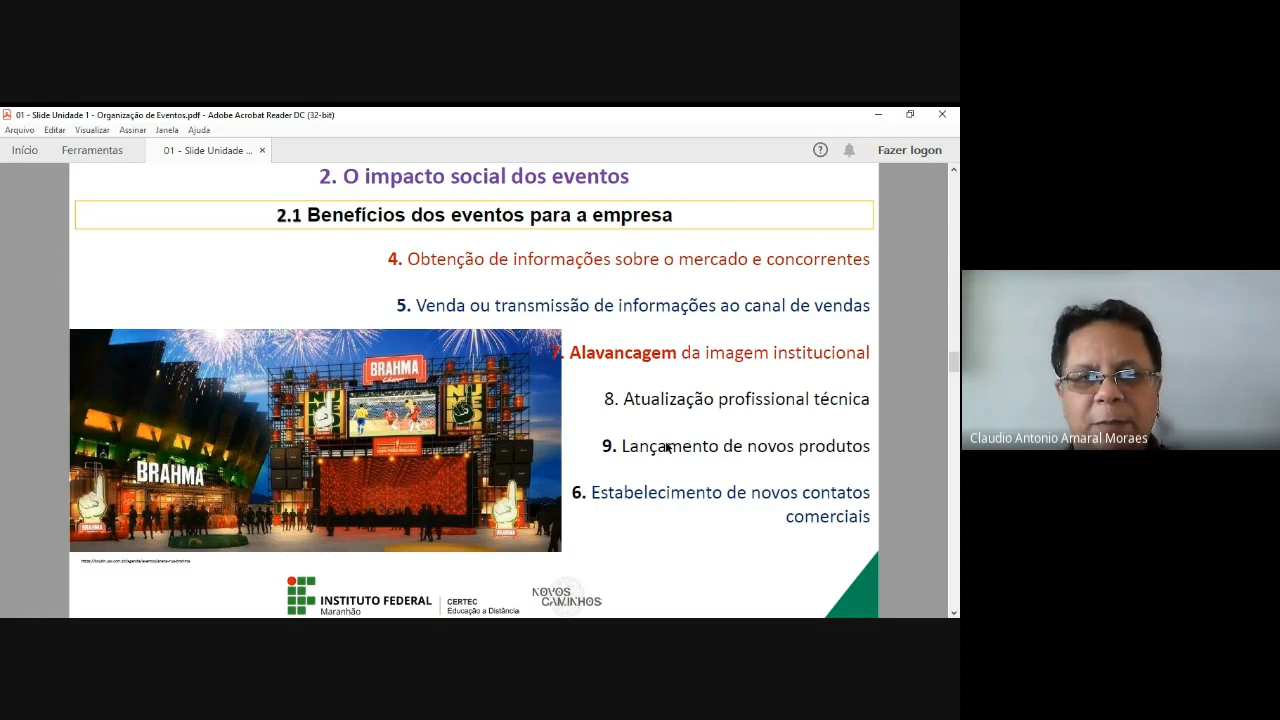 01 - Slide Unidade 1 - Organização de Eventos.pdf - Adobe Acrobat Reader DC (32-bit)
Arquivo Editar Visualizar Assinar Janela Ajuda
Início Ferramentas 01 - Slide Unidade ... × ? Fazer logon
2. O impacto social dos eventos
2.1 Benefícios dos eventos para a empresa
4. Obtenção de informações sobre o mercado e concorrentes
5. Venda ou transmissão de informações ao canal de vendas
7. Alavancagem da imagem institucional
8. Atualização profissional técnica
9. Lançamento de novos produtos
6. Estabelecimento de novos contatos
comerciais
BRAHMA
BRAHMA
INSTITUTO FEDERAL
Maranhão
CERTEC
Educação a Distância
NOVOS
CAMINHOS
Claudio Antonio Amaral Moraes